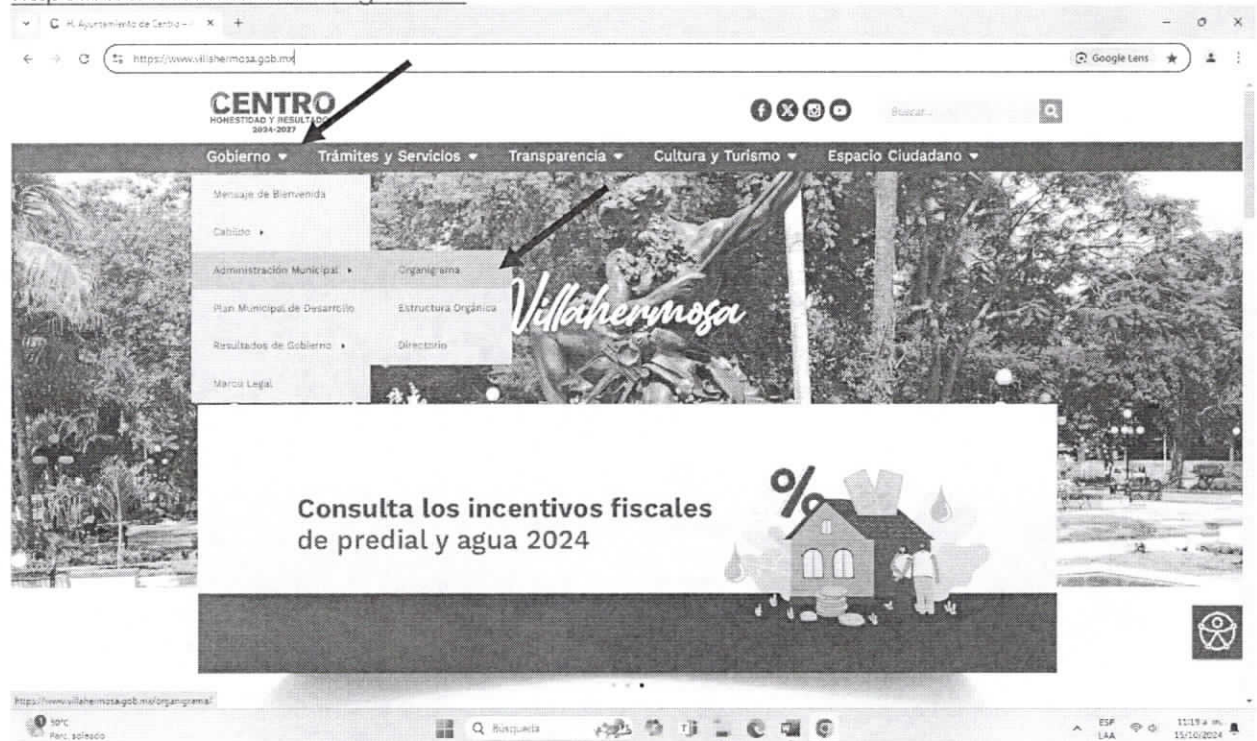 H. Ayuntamiento de Centro –
https://www.villahermosa.gob.mx
Google Lens
CENTRO
HONESTIDAD Y RESULTADOS
2024-2027
Buscar...
Gobierno
Trámites y Servicios
Transparencia
Cultura y Turismo
Espacio Ciudadano
Mensaje de Bienvenida
Cabildo
Administración Municipal
Organigrama
Plan Municipal de Desarrollo
Estructura Orgánica
Resultados de Gobierno
Directorio
Marco Legal
Villahermosa
Consulta los incentivos fiscales
de predial y agua 2024
%
https://www.villahermosa.gob.mx/organigrama/
30°C
Parc. soleado
Búsqueda
ESP
LAA
11:19 a. m.
15/10/2024